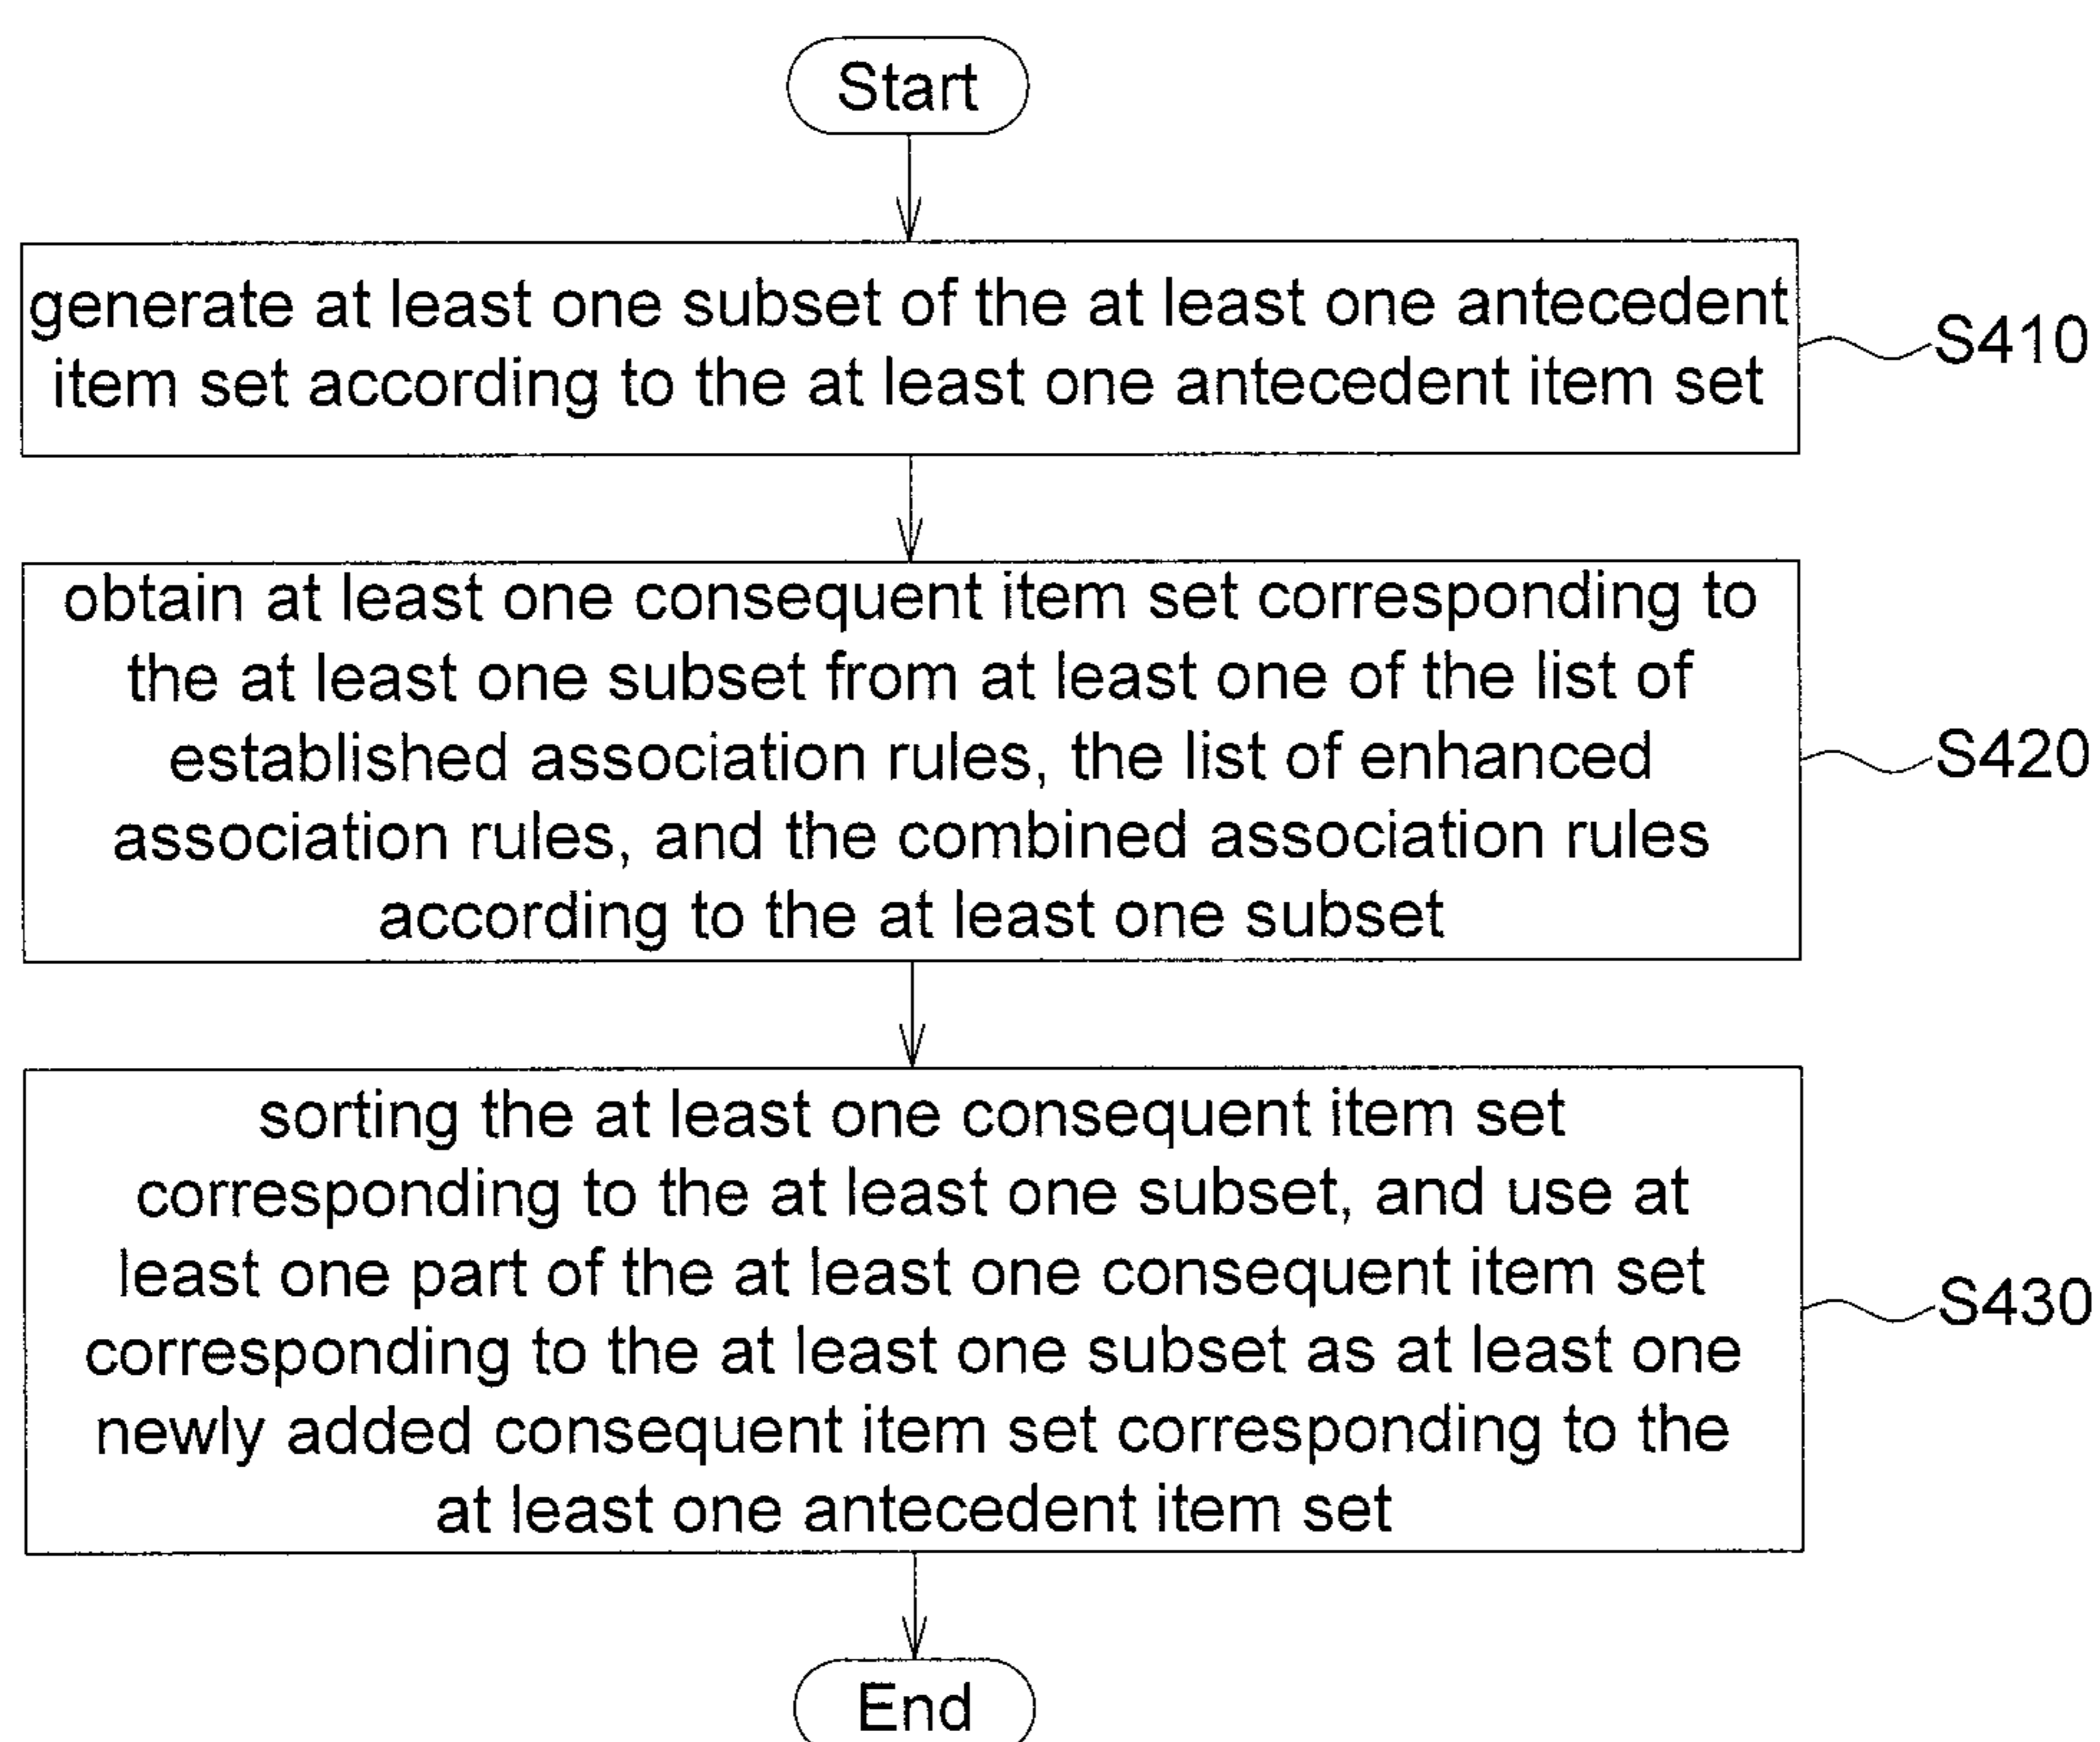 Start
generate at least one subset of the at least one antecedent
item set according to the at least one antecedent item set
S410
obtain at least one consequent item set corresponding to
the at least one subset from at least one of the list of
established association rules, the list of enhanced
association rules, and the combined association rules
according to the at least one subset
S420
sorting the at least one consequent item set
corresponding to the at least one subset, and use at
least one part of the at least one consequent item set
corresponding to the at least one subset as at least one
newly added consequent item set corresponding to the
at least one antecedent item set
S430
End